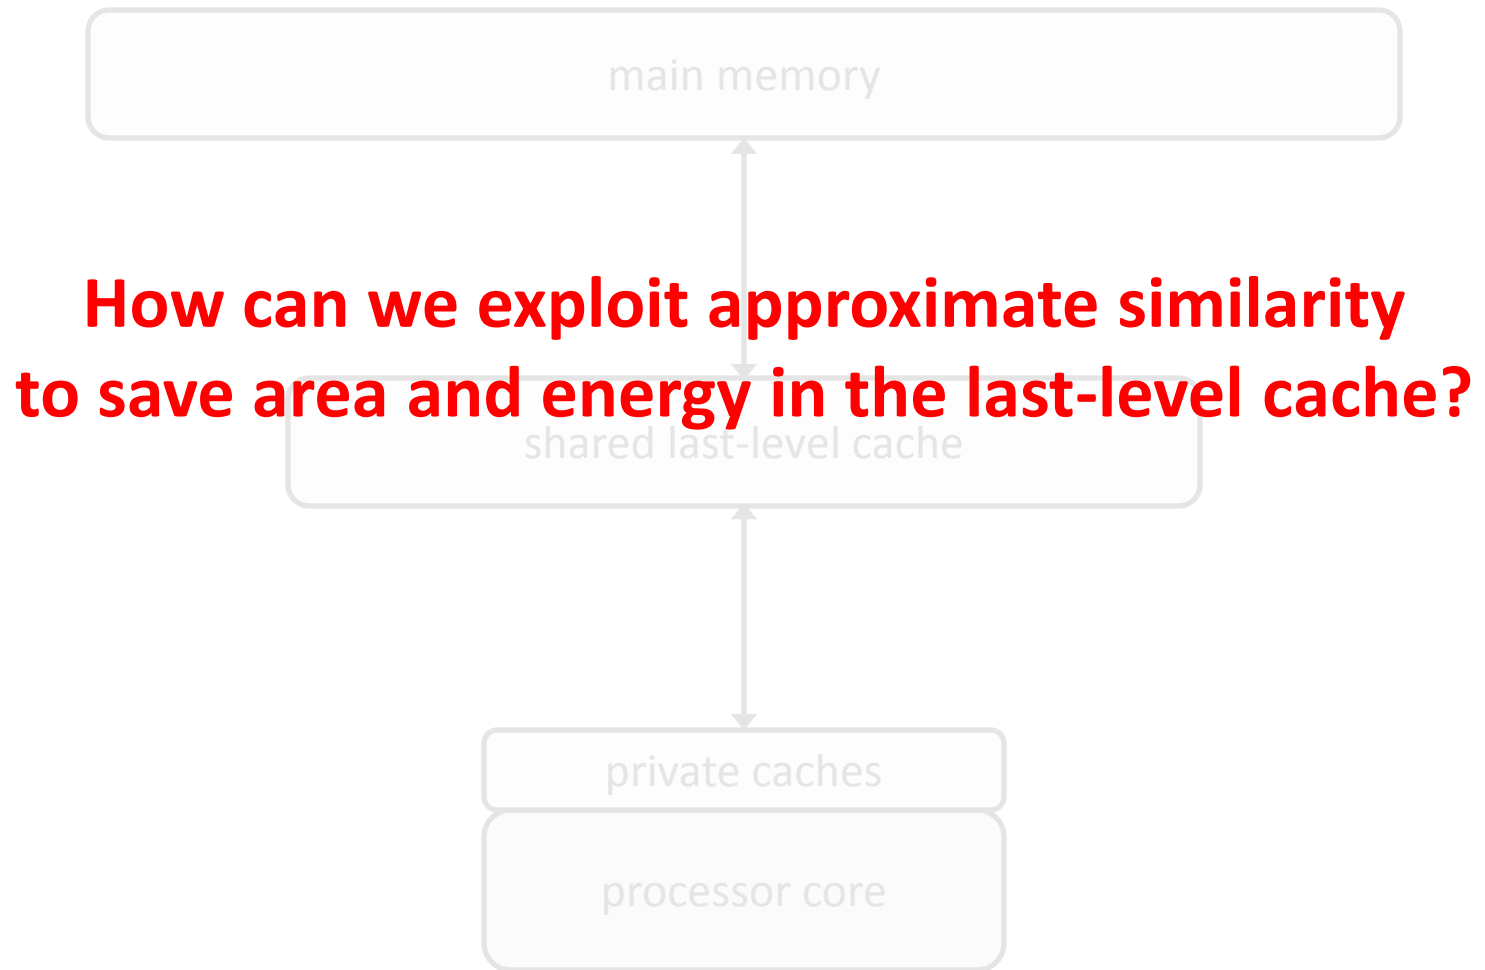 main memory
How can we exploit approximate similarity
to save area and energy in the last-level cache?
shared last-level cache
private caches
processor core